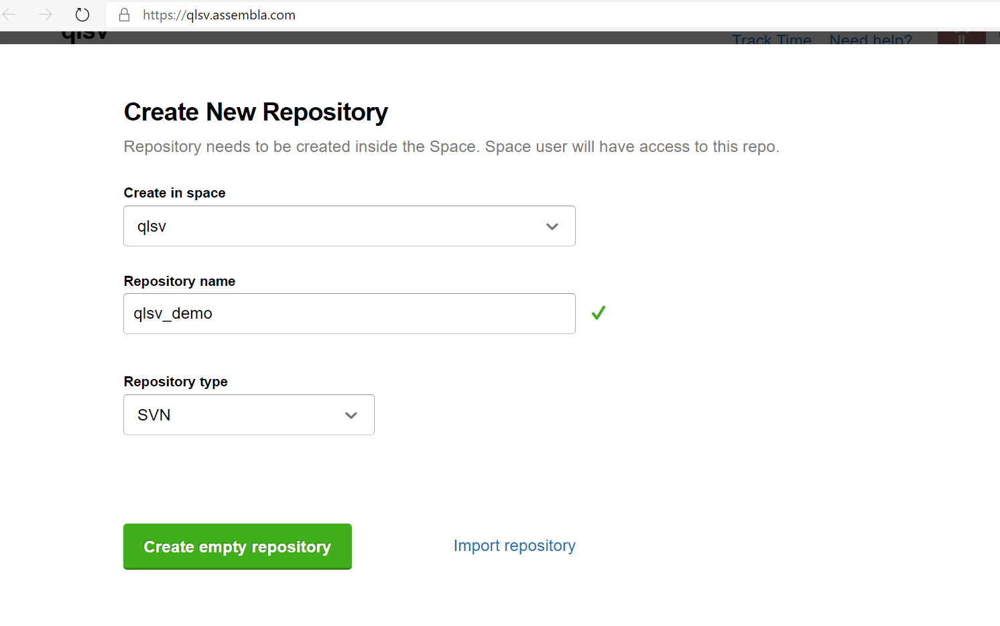 https://qlsv.assembla.com
qlsv
Track Time Need help?
Create New Repository
Repository needs to be created inside the Space. Space user will have access to this repo.
Create in space
qlsv
Repository name
qlsv_demo
Repository type
SVN
Create empty repository
Import repository